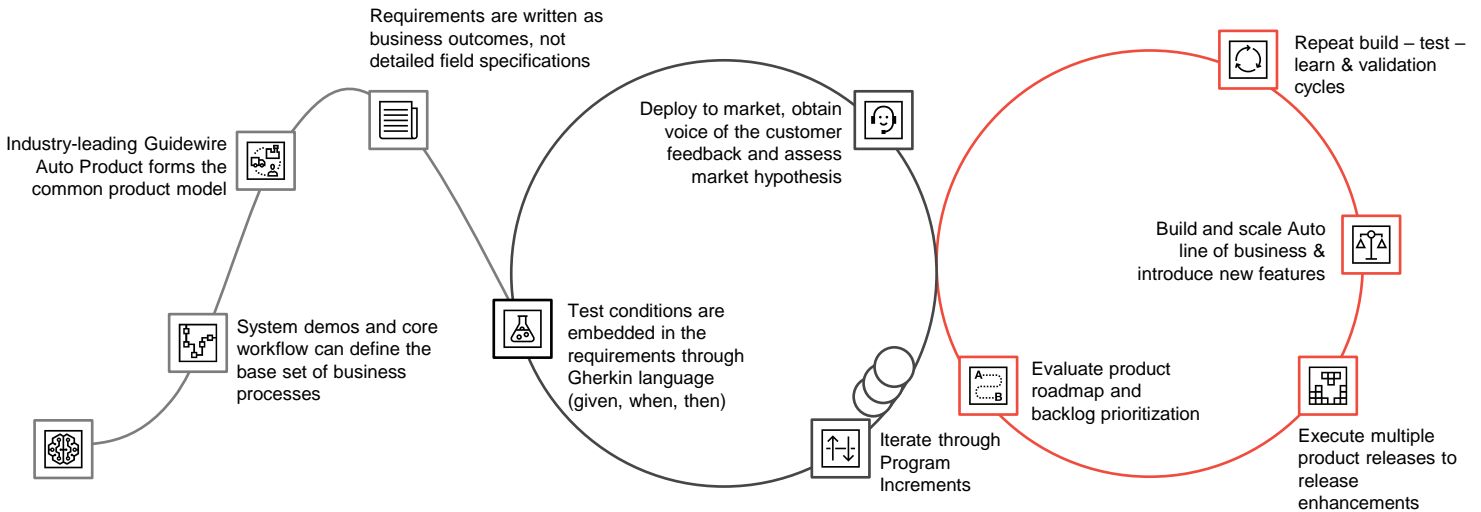 Requirements are written as
business outcomes, not
detailed field specifications
Industry-leading Guidewire
Auto Product forms the
common product model
System demos and core
workflow can define the
base set of business
processes
Deploy to market, obtain
voice of the customer
feedback and assess
market hypothesis
Test conditions are
embedded in the
requirements through
Gherkin language
(given, when, then)
Iterate through
Program
Increments
Repeat build – test –
learn & validation
cycles
Build and scale Auto
line of business &
introduce new features
A
B
Evaluate product
roadmap and
backlog prioritization
Execute multiple
product releases to
release
enhancements